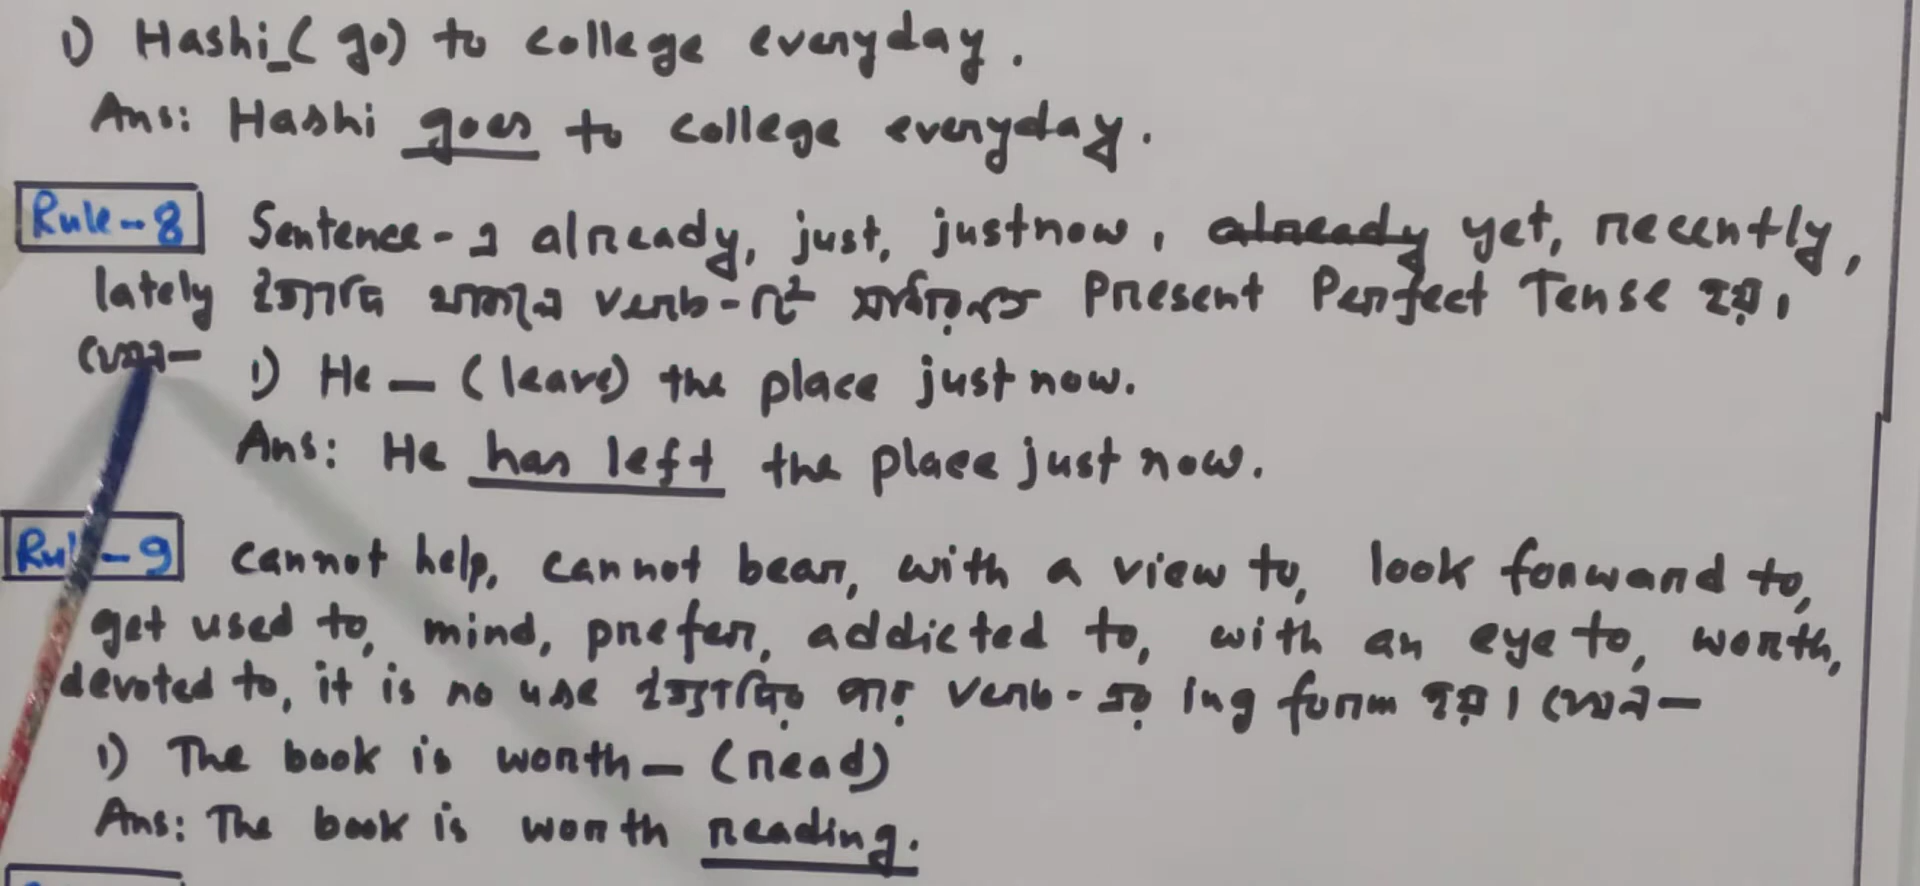 1) Hashi _ (go) to college everyday.
Ans: Hashi goes to college everyday.
Rule-8 Sentence-এ already, just, justnow, already yet, recently,
lately ইত্যাদি থাকলে verb-এর Present Perfect Tense হয়।
যেমন-
1) He — (leave) the place just now.
Ans: He has left the place just now.
Rule-9 cannot help, cannot bear, with a view to, look forward to,
get used to, mind, prefer, addicted to, with an eye to, worth,
devoted to, it is no use ইত্যাদির পর verb-এর ing form হয়। যেমন—
1) The book is worth — (read)
Ans: The book is worth reading.